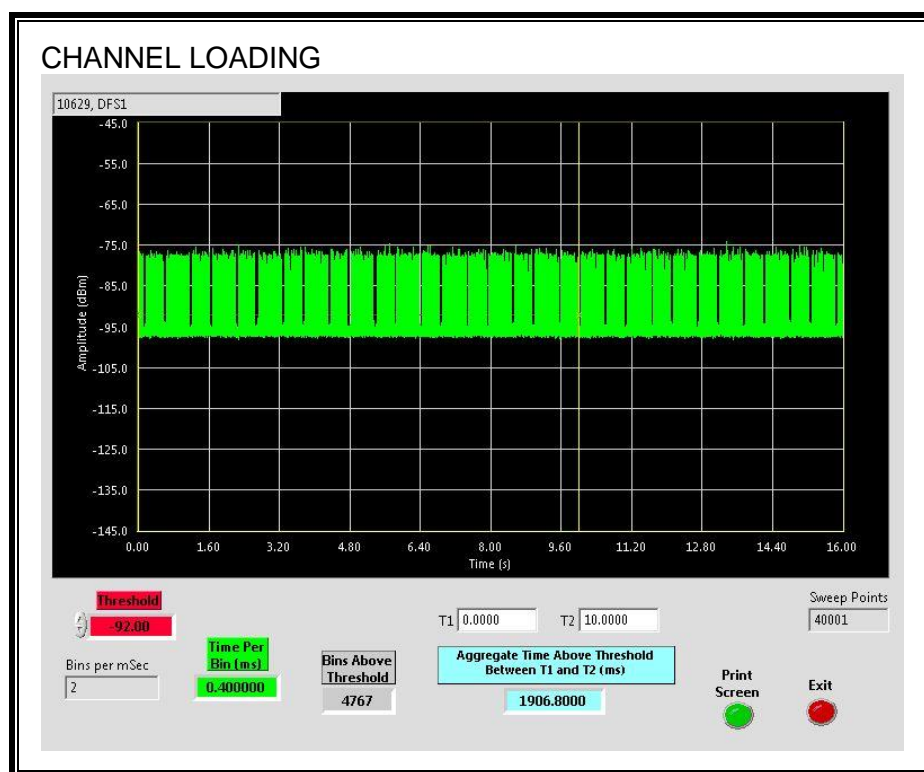 CHANNEL LOADING
10629, DFS1
Amplitude (dBm)
-45.0
-55.0
-65.0
-75.0
-85.0
-95.0
-105.0
-115.0
-125.0
-135.0
-145.0
0.00 1.60 3.20 4.80 6.40 8.00 9.60 11.20 12.80 14.40 16.00
Time (s)
Threshold
-92.00
Bins per mSec
2
Time Per
Bin (ms)
0.400000
Bins Above
Threshold
4767
T1 0.0000 T2 10.0000
Aggregate Time Above Threshold
Between T1 and T2 (ms)
1906.8000
Sweep Points
40001
Print
Screen
Exit